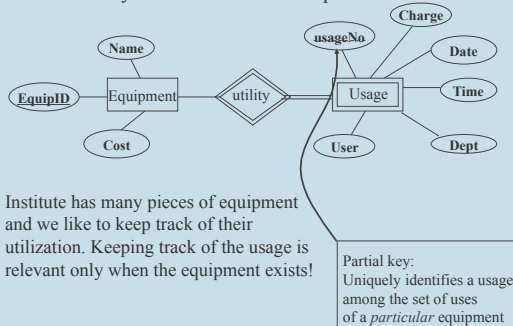 Charge
usageNo
Name
Date
EquipID
Equipment
utility
Usage
Time
Cost
User
Dept
Institute has many pieces of equipment
and we like to keep track of their
utilization. Keeping track of the usage is
relevant only when the equipment exists!
Partial key:
Uniquely identifies a usage
among the set of uses
of a particular equipment